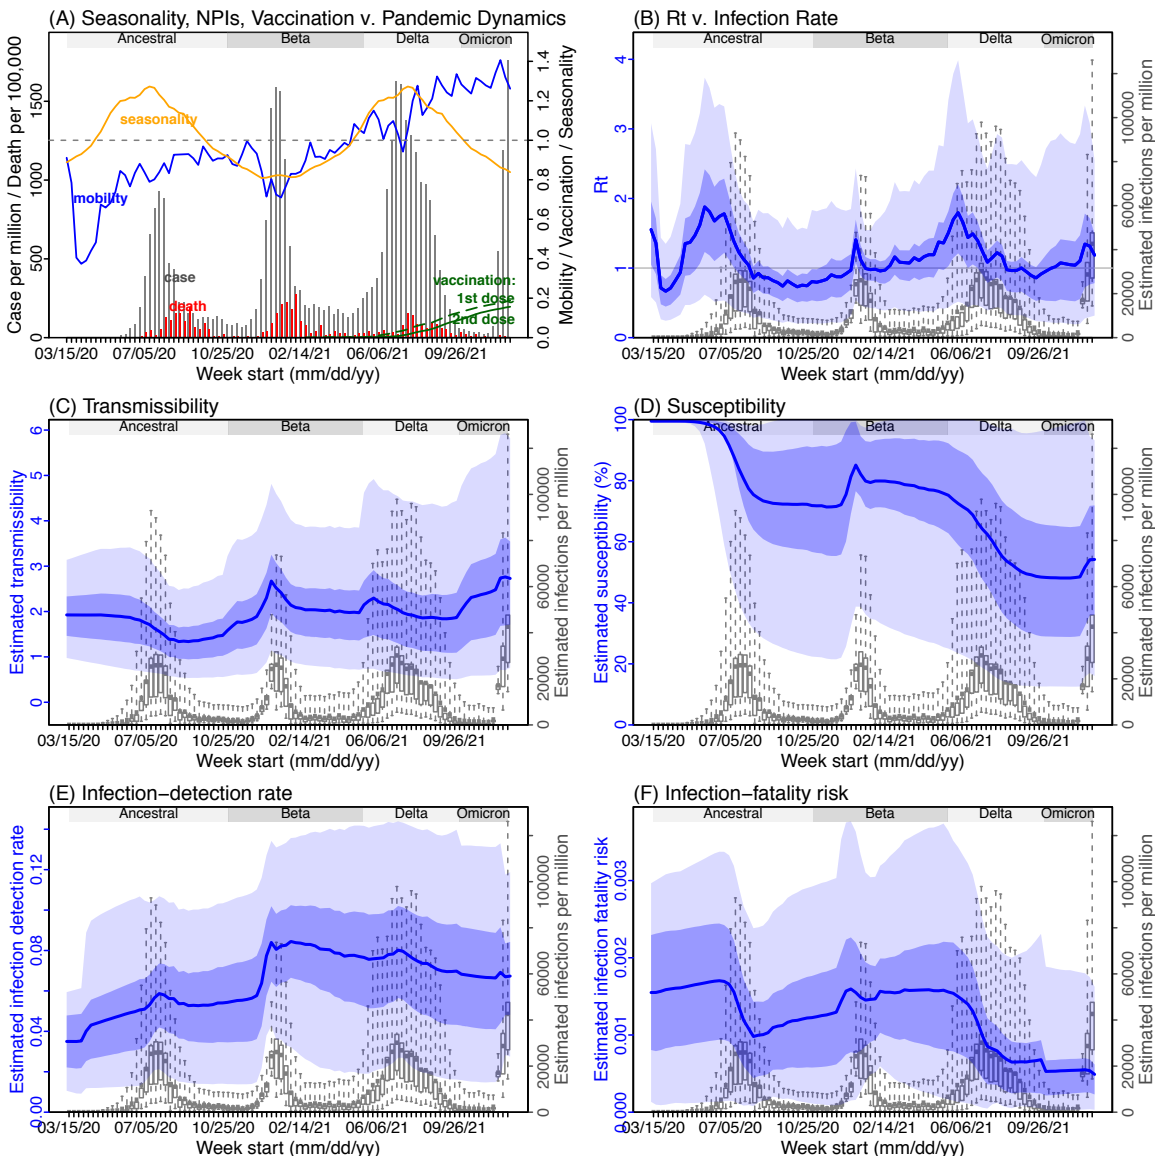 (A) Seasonality, NPIs, Vaccination v. Pandemic Dynamics
Ancestral
Beta
Delta
Omicron
Case per million / Death per 100,000
0
500
1000
1500
seasonality
mobility
case
death
vaccination:
1st dose
2nd dose
0.0
0.2
0.4
0.6
0.8
1.0
1.2
1.4
Mobility / Vaccination / Seasonality
03/15/20
07/05/20
10/25/20
02/14/21
06/06/21
09/26/21
Week start (mm/dd/yy)
(B) Rt v. Infection Rate
Ancestral
Beta
Delta
Omicron
Rt
0
1
2
3
4
0
20000
60000
100000
Estimated infections per million
03/15/20
07/05/20
10/25/20
02/14/21
06/06/21
09/26/21
Week start (mm/dd/yy)
(C) Transmissibility
Ancestral
Beta
Delta
Omicron
Estimated transmissibility
0
1
2
3
4
5
6
0
20000
60000
100000
Estimated infections per million
03/15/20
07/05/20
10/25/20
02/14/21
06/06/21
09/26/21
Week start (mm/dd/yy)
(D) Susceptibility
Ancestral
Beta
Delta
Omicron
Estimated susceptibility (%)
0
20
40
60
80
100
0
20000
60000
100000
Estimated infections per million
03/15/20
07/05/20
10/25/20
02/14/21
06/06/21
09/26/21
Week start (mm/dd/yy)
(E) Infection−detection rate
Ancestral
Beta
Delta
Omicron
Estimated infection detection rate
0.00
0.04
0.08
0.12
0
20000
60000
100000
Estimated infections per million
03/15/20
07/05/20
10/25/20
02/14/21
06/06/21
09/26/21
Week start (mm/dd/yy)
(F) Infection−fatality risk
Ancestral
Beta
Delta
Omicron
Estimated infection fatality risk
0.000
0.001
0.002
0.003
0
20000
60000
100000
Estimated infections per million
03/15/20
07/05/20
10/25/20
02/14/21
06/06/21
09/26/21
Week start (mm/dd/yy)